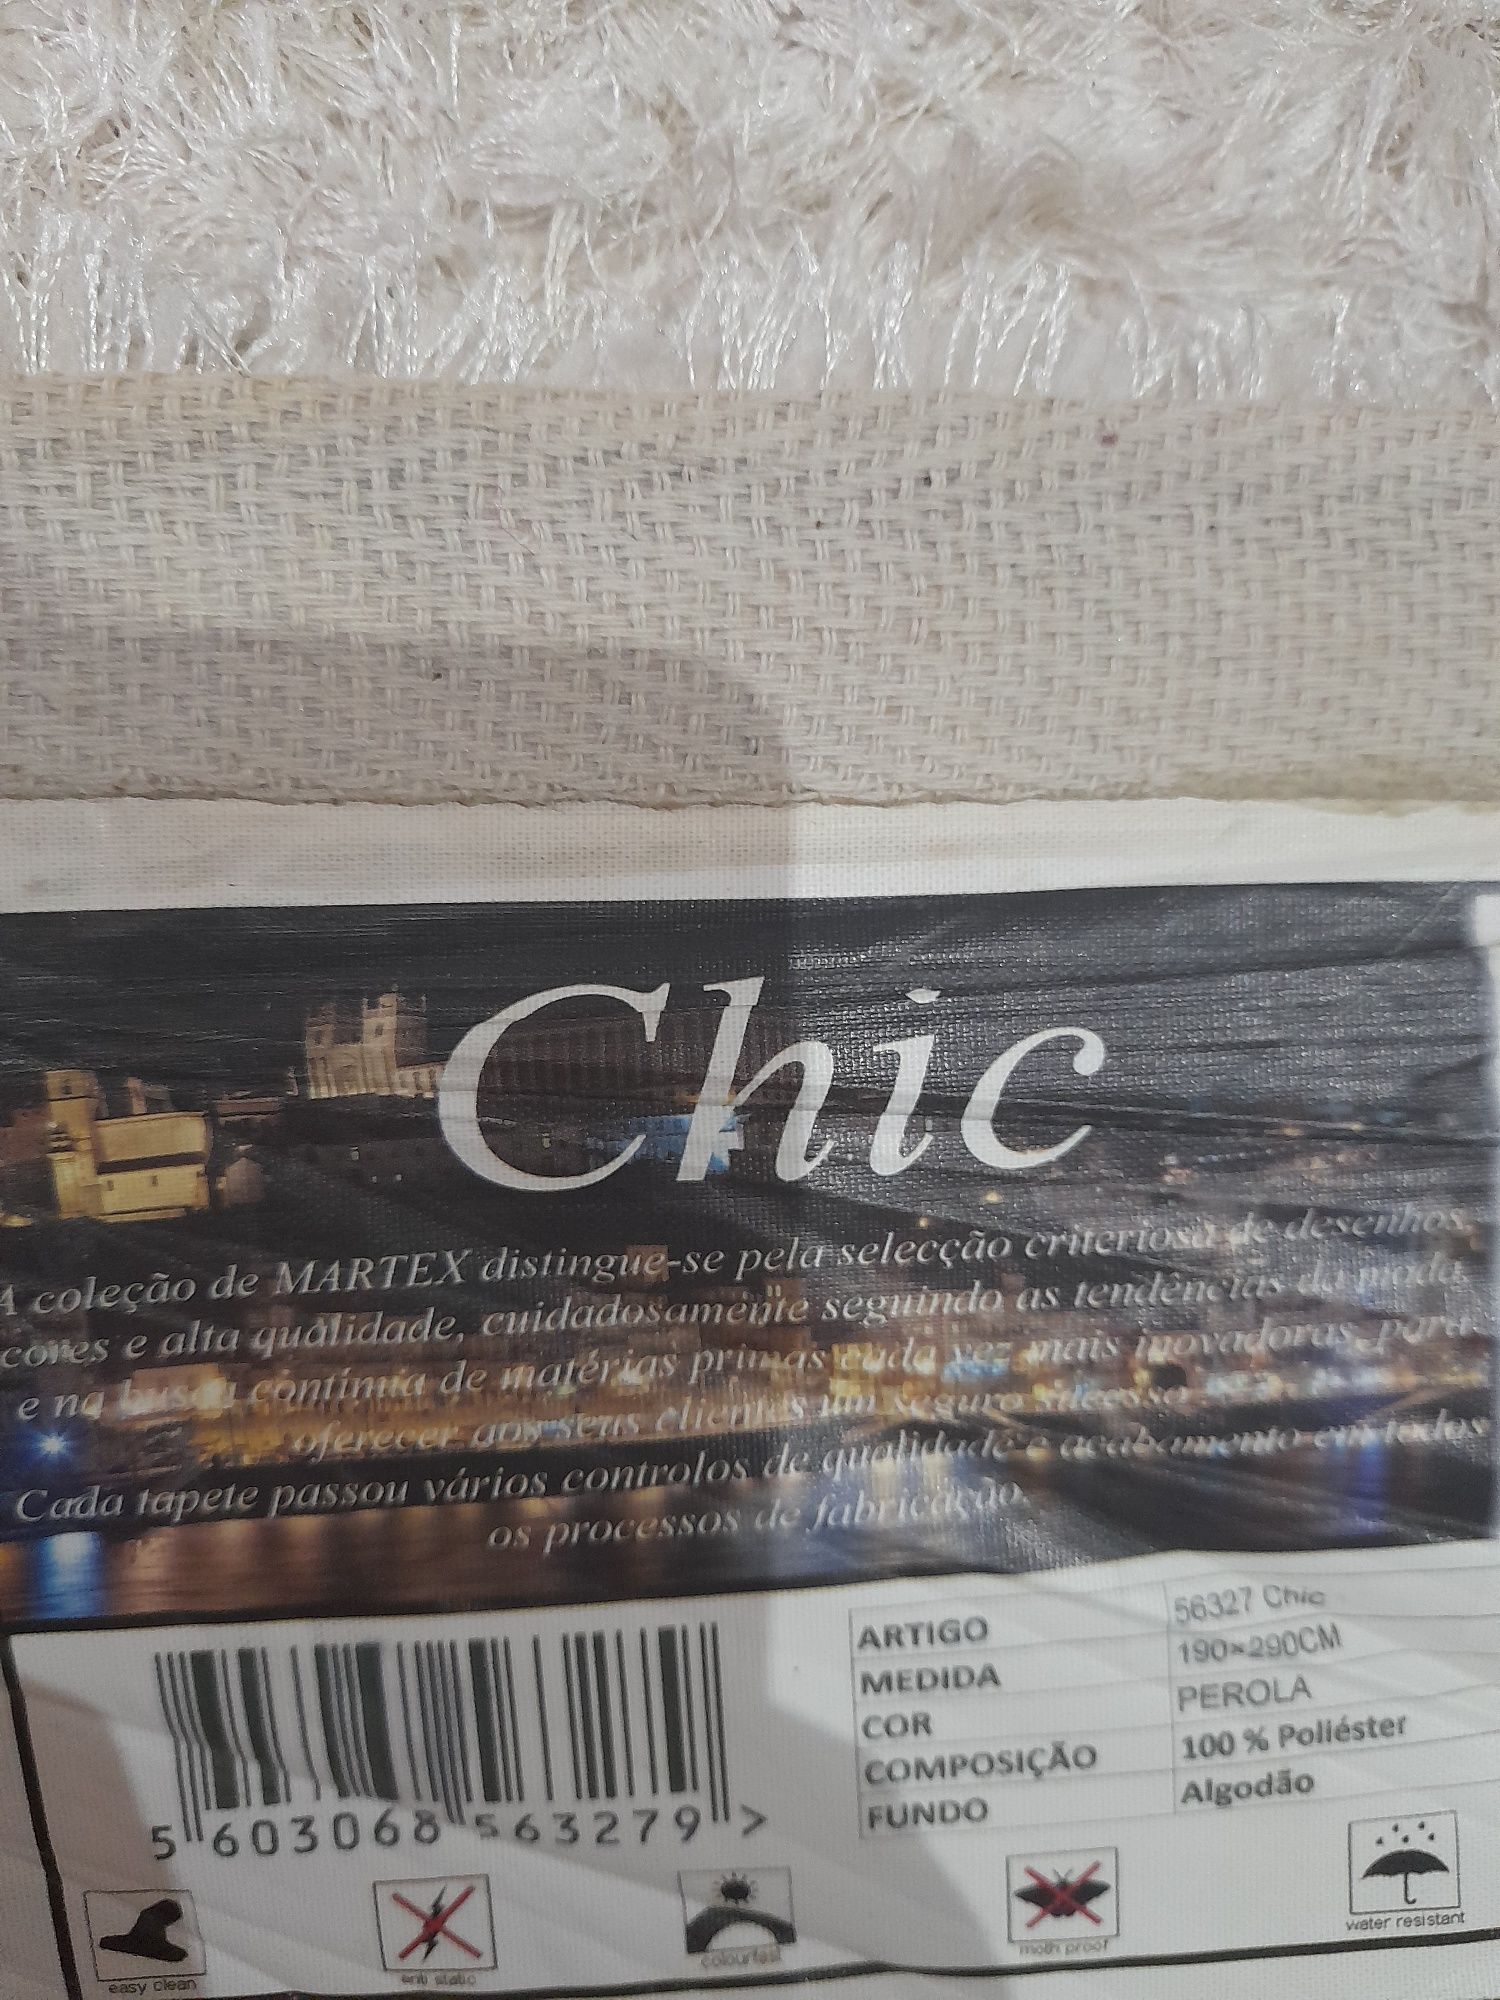 Chic
A coleção de MARTEX distingue-se pela selecção criteriosa de desenhos,
cores e alta qualidade, cuidadosamente seguindo as tendências da moda,
e na busca contínua de matérias primas cada vez mais inovadoras, para
oferecer aos seus clientes um seguro sucesso
Cada tapete passou vários controlos de qualidade e acabamento em todos
os processos de fabricação.
ARTIGO 56327 Chic
MEDIDA 190×290CM
COR PEROLA
COMPOSIÇÃO 100 % Poliéster
FUNDO Algodão
5 603068 563279 >
easy clean
anti static
colourfast
moth proof
water resistant